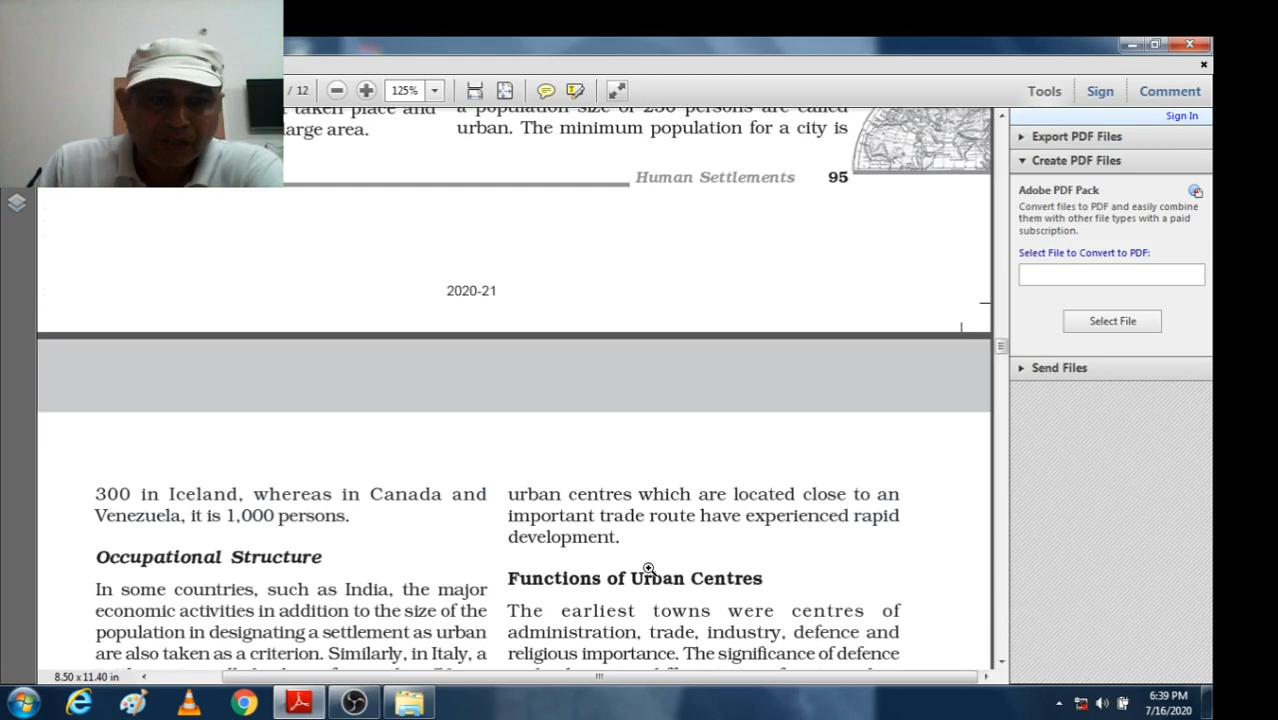 / 12
125%
Tools
Sign
Comment
Sign In
Export PDF Files
Create PDF Files
Adobe PDF Pack
Convert files to PDF and easily combine
them with other file types with a paid
subscription.
Select File to Convert to PDF:
Select File
Send Files
taken place and
large area.
a population size of 250 persons are called
urban. The minimum population for a city is
Human Settlements 95
2020-21
300 in Iceland, whereas in Canada and
Venezuela, it is 1,000 persons.
Occupational Structure
In some countries, such as India, the major
economic activities in addition to the size of the
population in designating a settlement as urban
are also taken as a criterion. Similarly, in Italy, a
urban centres which are located close to an
important trade route have experienced rapid
development.
Functions of Urban Centres
The earliest towns were centres of
administration, trade, industry, defence and
religious importance. The significance of defence
8.50 x 11.40 in
6:39 PM
7/16/2020